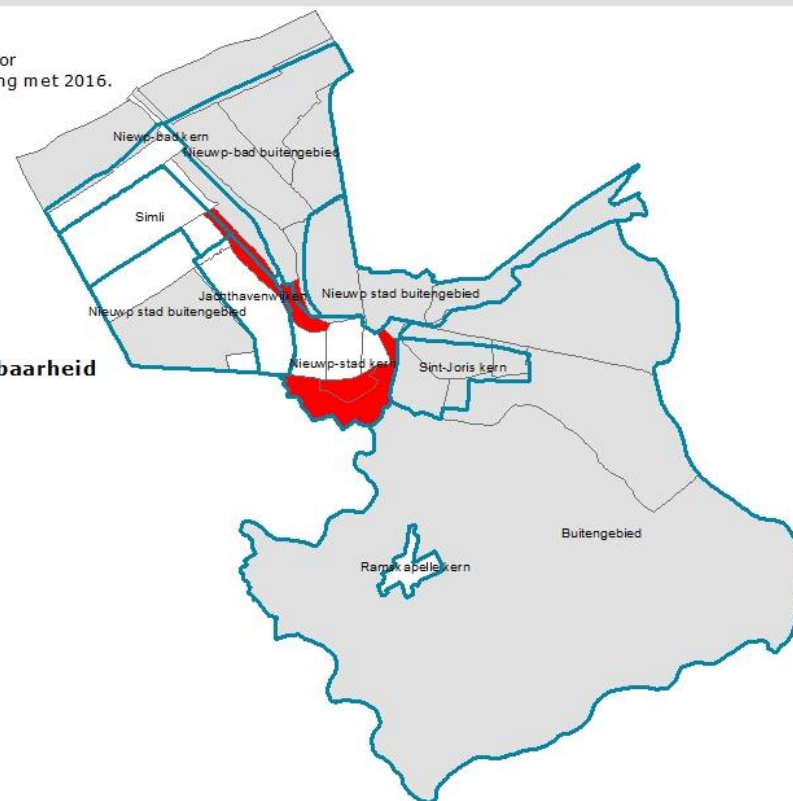 or
ng met 2016.
Niewp-bad kern
Nieuwp-bad buitengebied
Simli
Jachthavenwijken
Nieuwp stad buitengebied
Nieuwp stad buitengebied
baarheid
Nieuwp-stad kern
Sint-Joris kern
Buitengebied
Ramskapelle kern